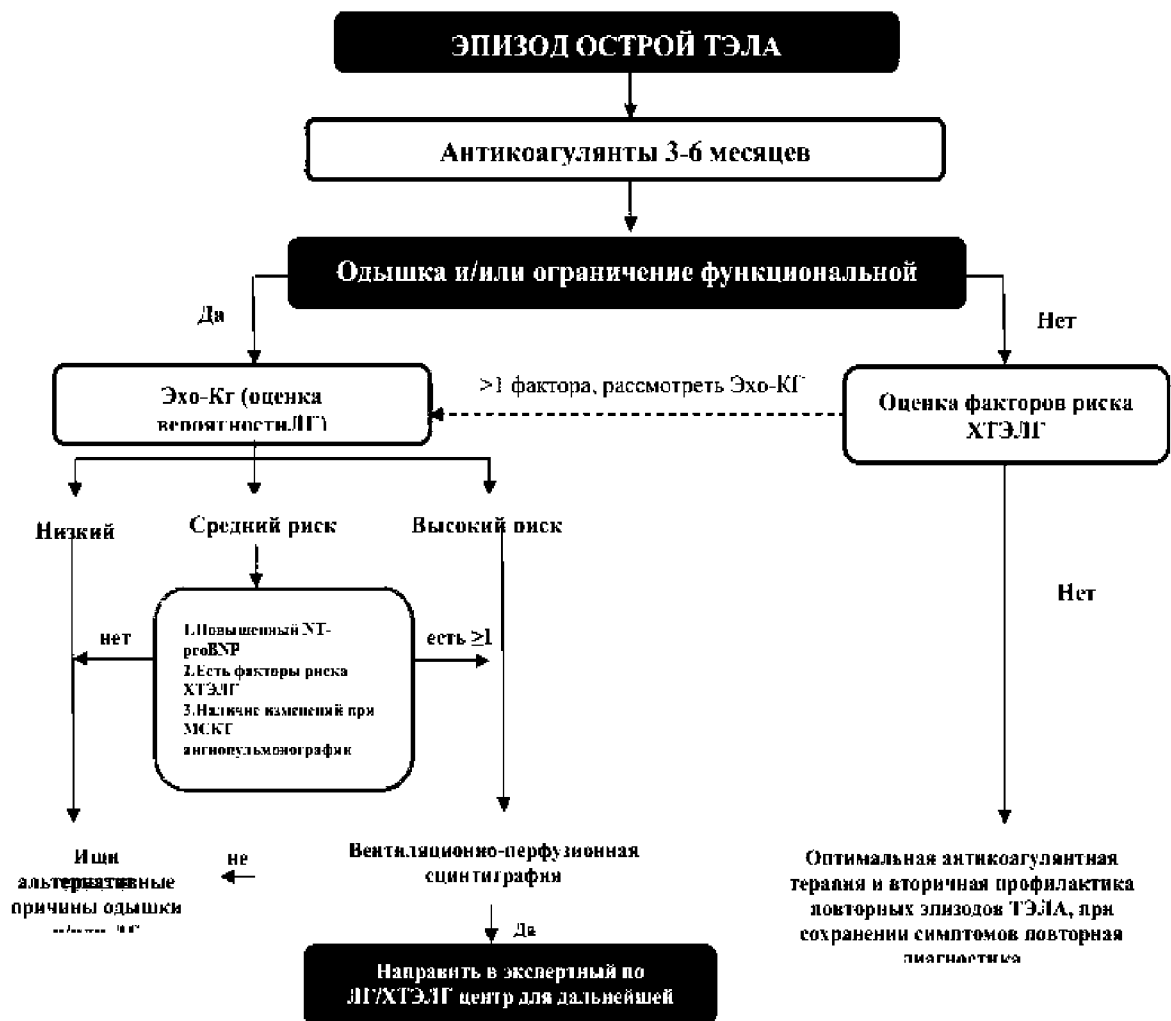 ЭПИЗОД ОСТРОЙ ТЭЛА
Антикоагулянты 3-6 месяцев
Одышка и/или ограничение функциональной
Да
Нет
Эхо-Кг (оценка
вероятностиЛГ)
>1 фактора, рассмотреть Эхо-КГ
Оценка факторов риска
ХТЭЛГ
Низкий
Средний риск
Высокий риск
нет
1.Повышенный NT-
proBNP
2.Есть факторы риска
ХТЭЛГ
3.Наличие изменений при
МСКТ
ангиопульмонографии
есть ≥1
Нет
Ищи
альтернативные
причины одышки
не
Вентиляционно-перфузионная
сцинтиграфия
Оптимальная антикоагулянтная
терапия и вторичная профилактика
повторных эпизодов ТЭЛА, при
сохранении симптомов повторная
диагностика
Да
Направить в экспертный по
ЛГ/ХТЭЛГ центр для дальнейшей